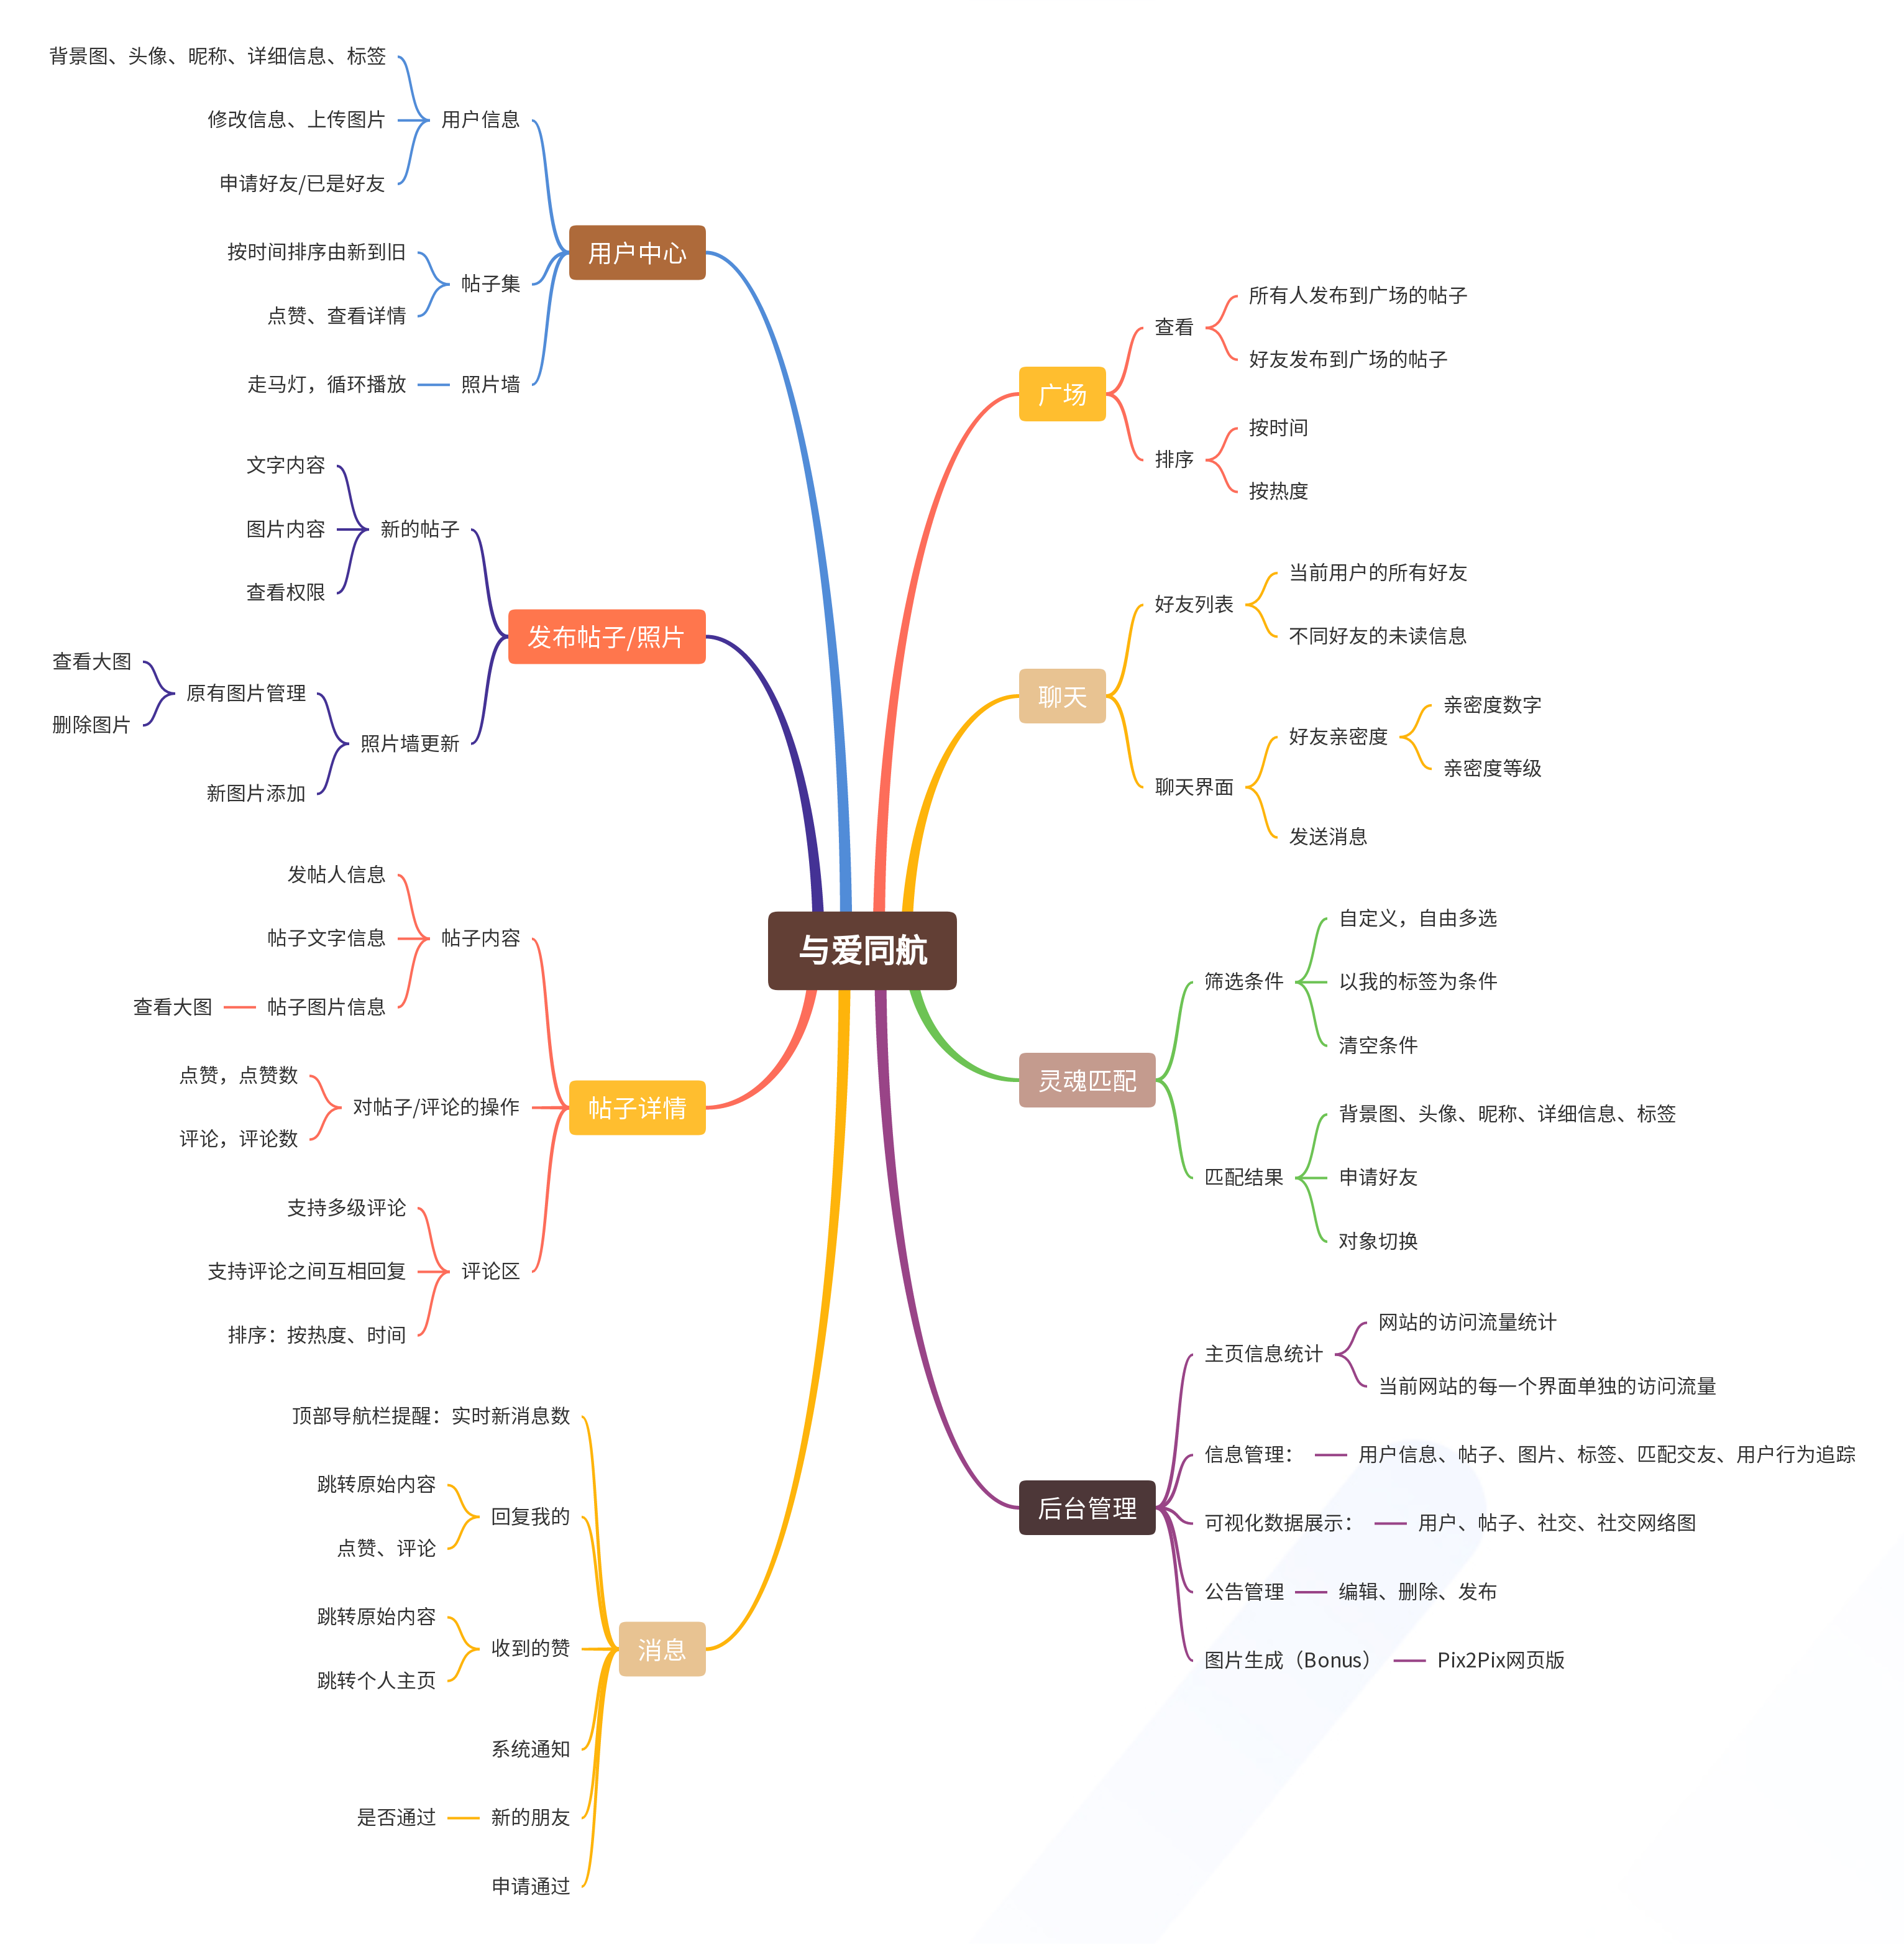 与爱同航
用户中心
用户信息
背景图、头像、昵称、详细信息、标签
修改信息、上传图片
申请好友/已是好友
帖子集
按时间排序由新到旧
点赞、查看详情
照片墙
走马灯，循环播放
发布帖子/照片
新的帖子
文字内容
图片内容
查看权限
照片墙更新
原有图片管理
查看大图
删除图片
新图片添加
帖子详情
帖子内容
发帖人信息
帖子文字信息
帖子图片信息
查看大图
对帖子/评论的操作
点赞，点赞数
评论，评论数
评论区
支持多级评论
支持评论之间互相回复
排序：按热度、时间
消息
顶部导航栏提醒：实时新消息数
回复我的
跳转原始内容
点赞、评论
收到的赞
跳转原始内容
跳转个人主页
系统通知
新的朋友
是否通过
申请通过
广场
查看
所有人发布到广场的帖子
好友发布到广场的帖子
排序
按时间
按热度
聊天
好友列表
当前用户的所有好友
不同好友的未读信息
聊天界面
好友亲密度
亲密度数字
亲密度等级
发送消息
灵魂匹配
筛选条件
自定义，自由多选
以我的标签为条件
清空条件
匹配结果
背景图、头像、昵称、详细信息、标签
申请好友
对象切换
后台管理
主页信息统计
网站的访问流量统计
当前网站的每一个界面单独的访问流量
信息管理：
用户信息、帖子、图片、标签、匹配交友、用户行为追踪
可视化数据展示：
用户、帖子、社交、社交网络图
公告管理
编辑、删除、发布
图片生成（Bonus）
Pix2Pix网页版